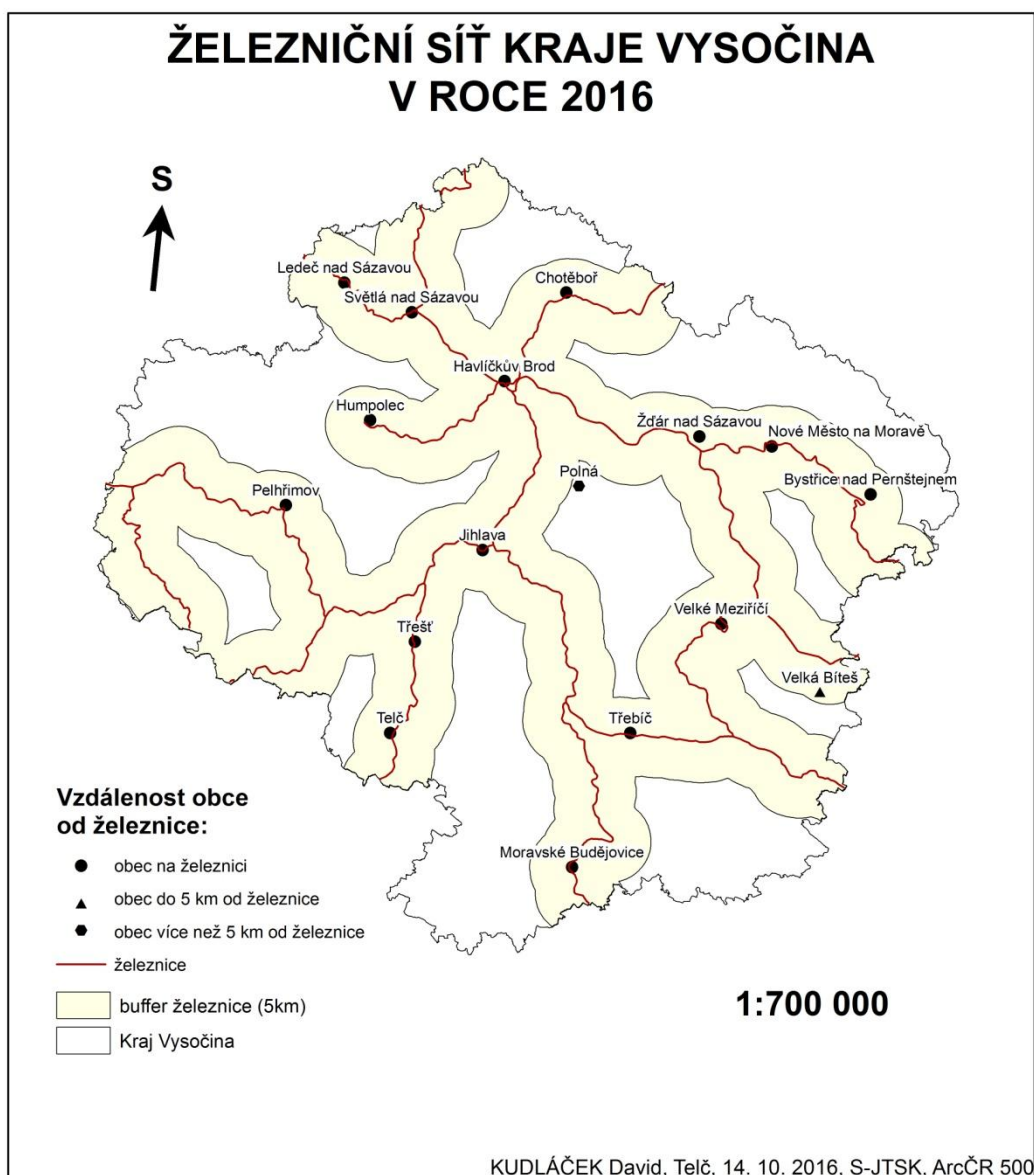 ŽELEZNIČNÍ SÍŤ KRAJE VYSOČINA
V ROCE 2016
S
Ledeč nad Sázavou
Chotěboř
Světlá nad Sázavou
Havlíčkův Brod
Humpolec
Žďár nad Sázavou
Nové Město na Moravě
Polná
Bystřice nad Pernštejnem
Pelhřimov
Jihlava
Velké Meziříčí
Třešť
Velká Bíteš
Telč
Třebíč
Moravské Budějovice
Vzdálenost obce
od železnice:
obec na železnici
obec do 5 km od železnice
obec více než 5 km od železnice
železnice
buffer železnice (5km)
Kraj Vysočina
1:700 000
KUDLÁČEK David, Telč, 14. 10. 2016, S-JTSK, ArcČR 500